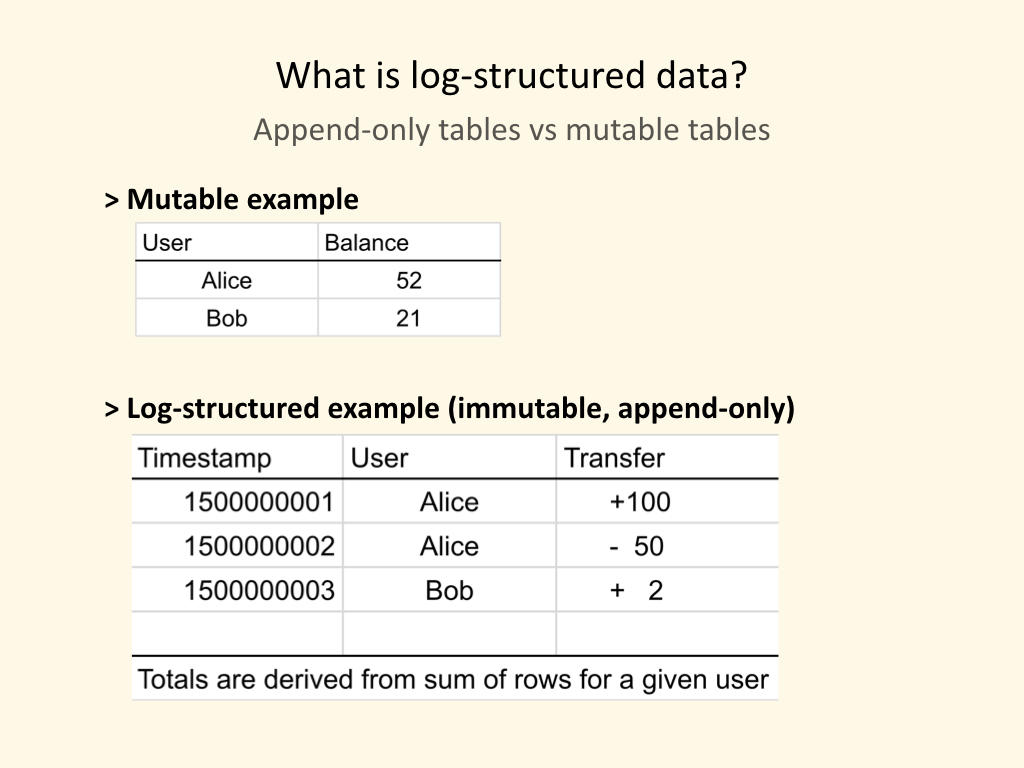 What is log-structured data?
Append-only tables vs mutable tables
> Mutable example
User Balance
Alice 52
Bob 21
> Log-structured example (immutable, append-only)
Timestamp User Transfer
1500000001 Alice +100
1500000002 Alice - 50
1500000003 Bob + 2
Totals are derived from sum of rows for a given user